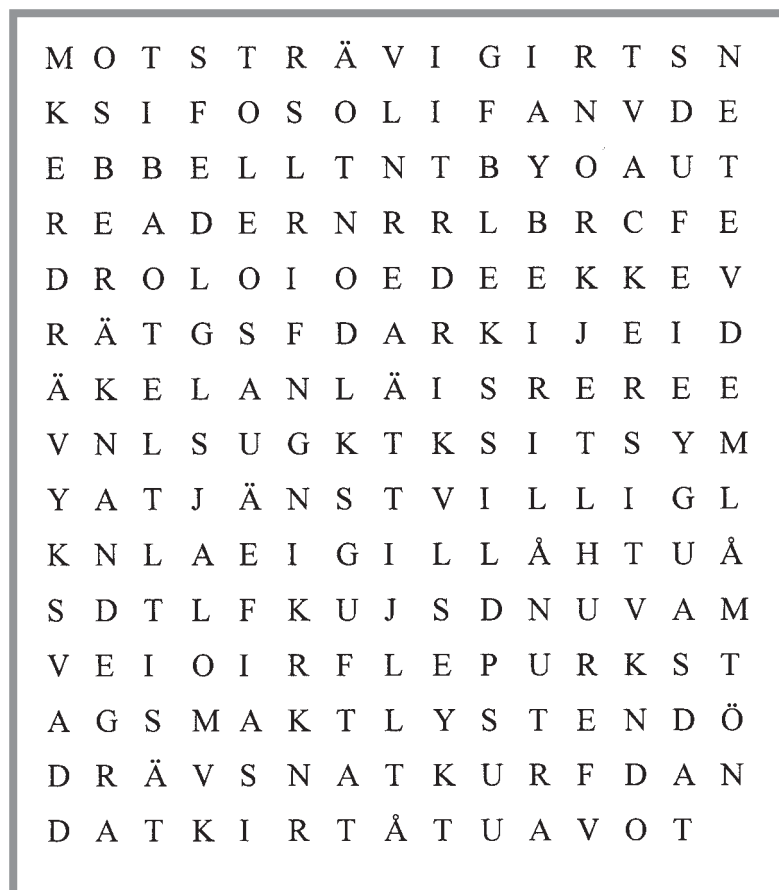 M O T S T R Ä V I G I R T S N
K S I F O S O L I F A N V D E
E B B E L L T N T B Y O A U T
R E A D E R N R R L B R C F E
D R O L O I O E D E E K K E V
R Ä T G S F D A R K I J E I D
Ä K E L A N L Ä I S R E R E E
V N L S U G K T K S I T S Y M
Y A T J Ä N S T V I L L I G L
K N L A E I G I L L Å H T U Å
S D T L F K U J S D N U V A M
V E I O I R F L E P U R K S T
A G S M A K T L Y S T E N D Ö
D R Ä V S N A T K U R F D A N
D A T K I R T Å T U A V O T